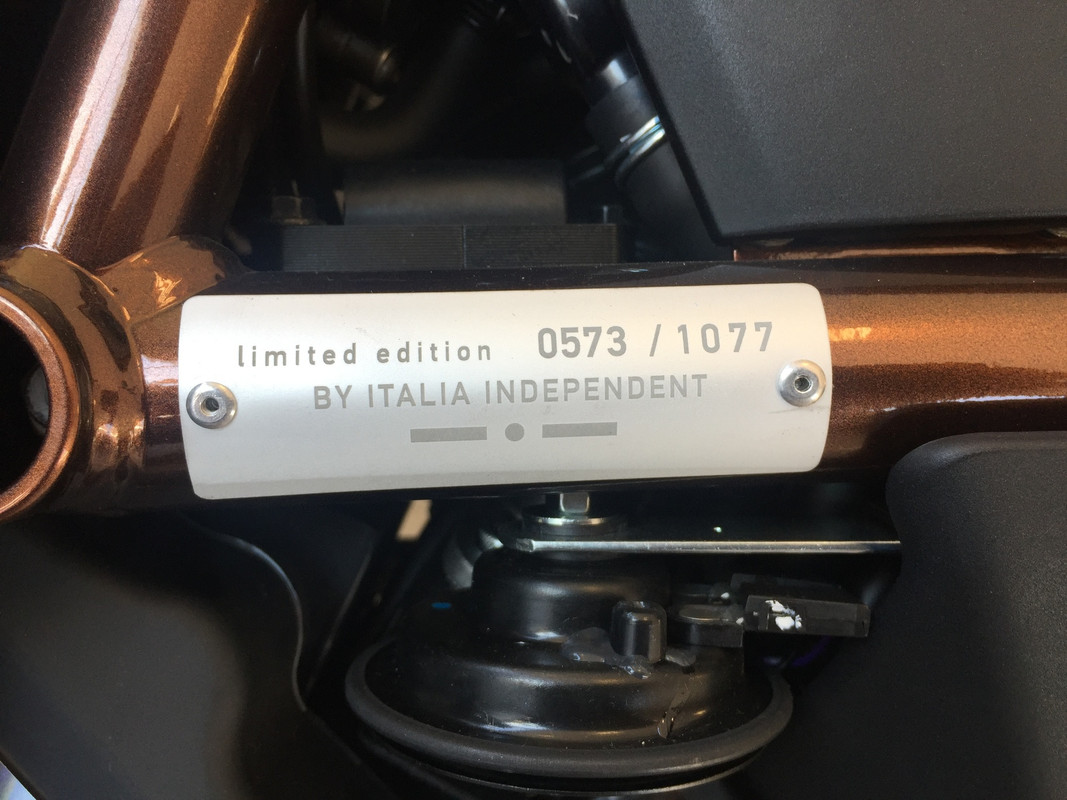 limited edition 0573 / 1077
BY ITALIA INDEPENDENT